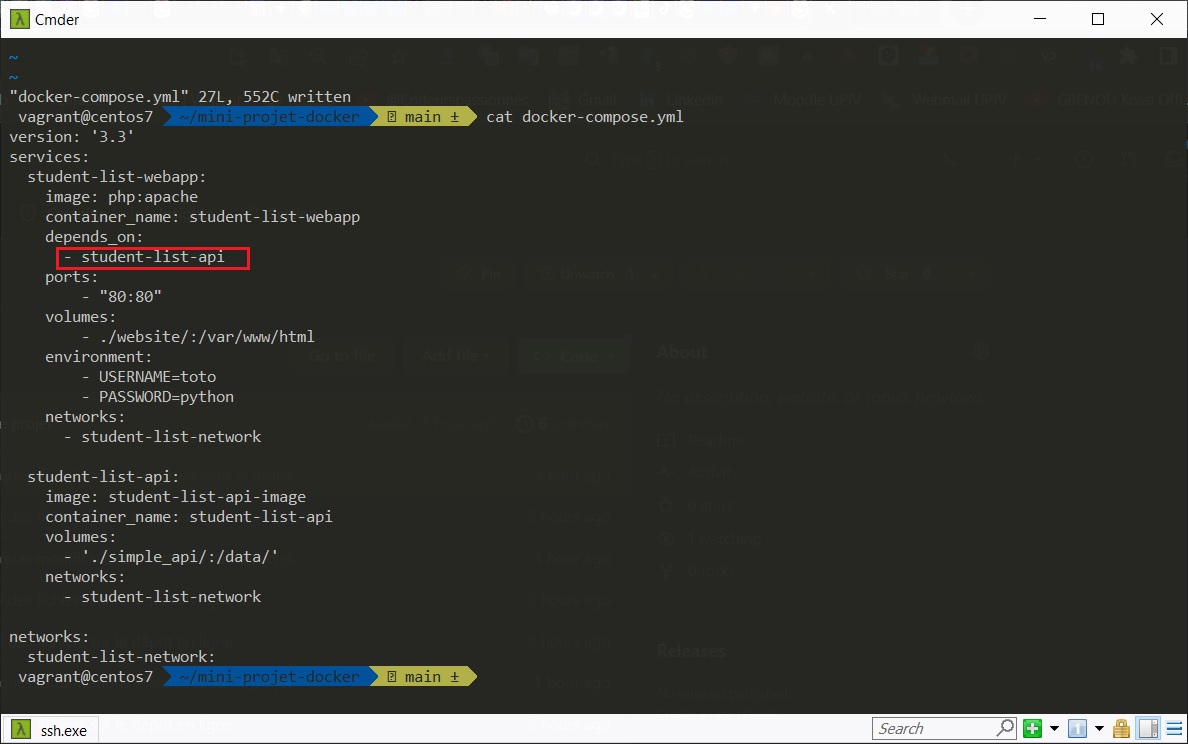 Cmder
~
~
"docker-compose.yml" 27L, 552C written
vagrant@centos7 ~/mini-projet-docker main ± cat docker-compose.yml
version: '3.3'
services:
  student-list-webapp:
    image: php:apache
    container_name: student-list-webapp
    depends_on:
      - student-list-api
    ports:
        - "80:80"
    volumes:
        - ./website/:/var/www/html
    environment:
        - USERNAME=toto
        - PASSWORD=python
    networks:
      - student-list-network
  student-list-api:
    image: student-list-api-image
    container_name: student-list-api
    volumes:
      - './simple_api/:/data/'
    networks:
      - student-list-network
networks:
  student-list-network:
vagrant@centos7 ~/mini-projet-docker main ±
ssh.exe
Search